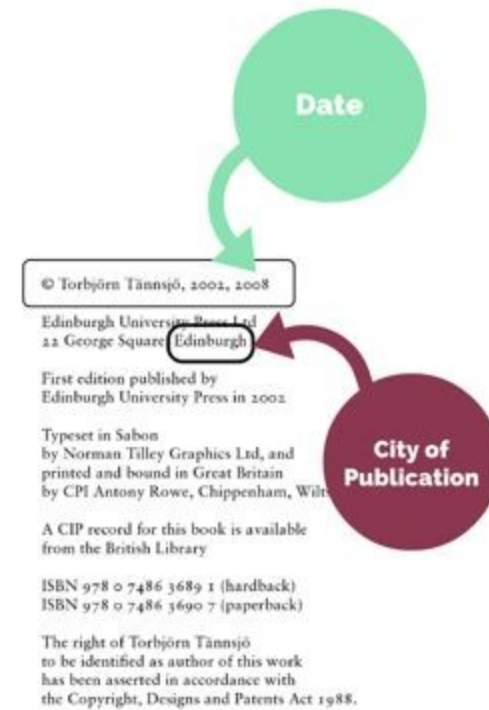 Date
© Torbjörn Tännsjö, 2002, 2008
Edinburgh University Press Ltd
22 George Square, Edinburgh
First edition published by
Edinburgh University Press in 2002
Typeset in Sabon
by Norman Tilley Graphics Ltd, and
printed and bound in Great Britain
by CPI Antony Rowe, Chippenham,
City of
Publication
A CIP record for this book is available
from the British Library
ISBN 978 0 7486 3689 1 (hardback)
ISBN 978 0 7486 3690 7 (paperback)
The right of Torbjörn Tännsjö
to be identified as author of this work
has been asserted in accordance with
the Copyright, Designs and Patents Act 1988.